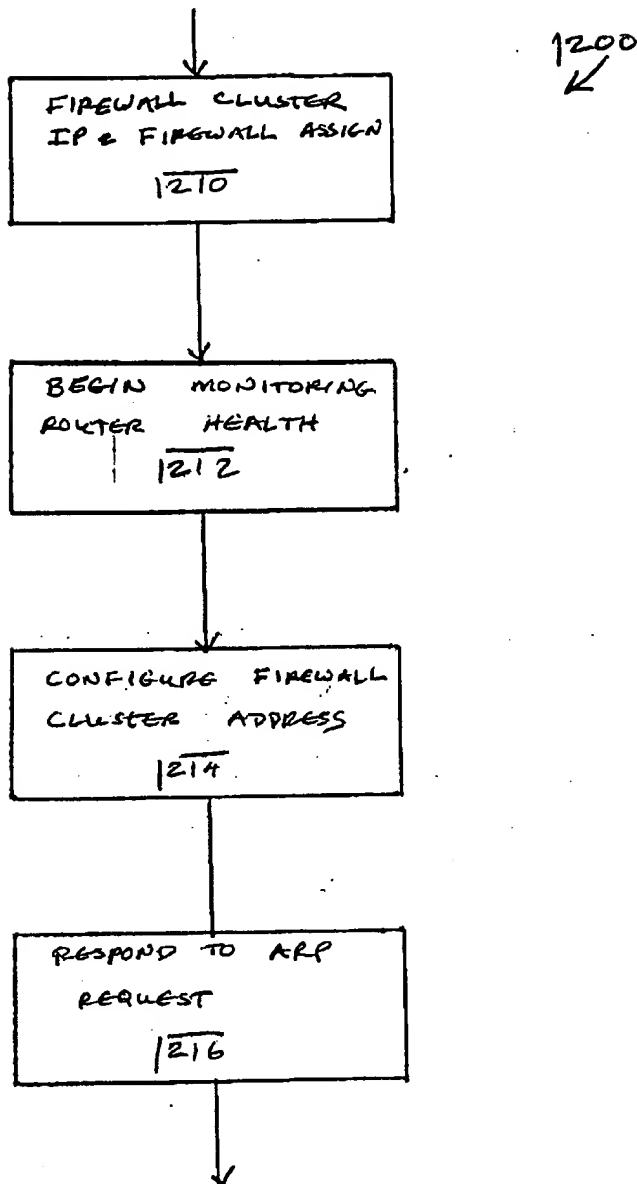 1200
FIREWALL CLUSTER
IP & FIREWALL ASSIGN
1210
BEGIN MONITORING
ROUTER HEALTH
1212
CONFIGURE FIREWALL
CLUSTER ADDRESS
1214
RESPOND TO ARP
REQUEST
1216